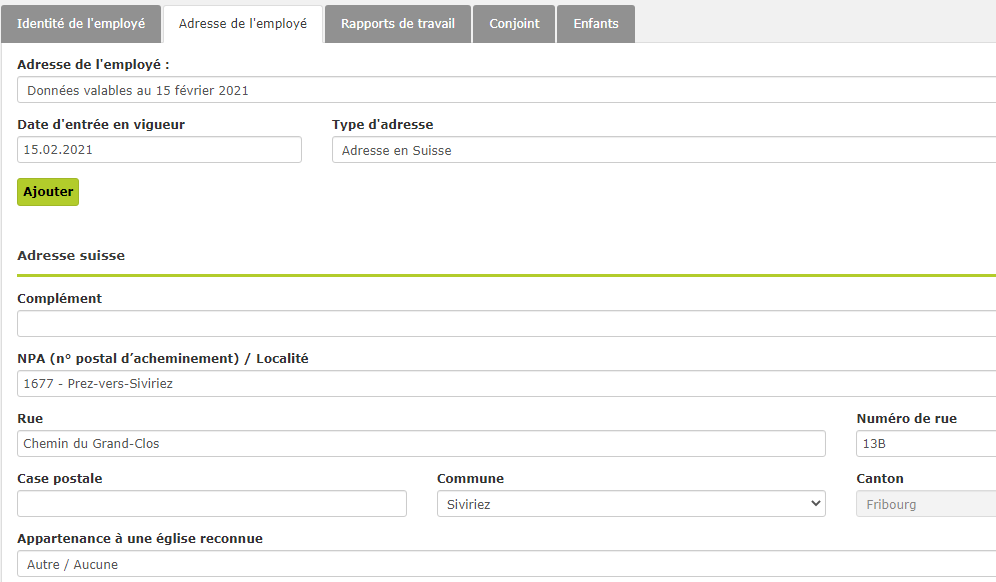 Identité de l'employé Adresse de l'employé Rapports de travail Conjoint Enfants
Adresse de l'employé :
Données valables au 15 février 2021
Date d'entrée en vigueur Type d'adresse
15.02.2021 Adresse en Suisse
Ajouter
Adresse suisse
Complément
NPA (n° postal d’acheminement) / Localité
1677 - Prez-vers-Siviriez
Rue Numéro de rue
Chemin du Grand-Clos 13B
Case postale Commune Canton
Siviriez Fribourg
Appartenance à une église reconnue
Autre / Aucune